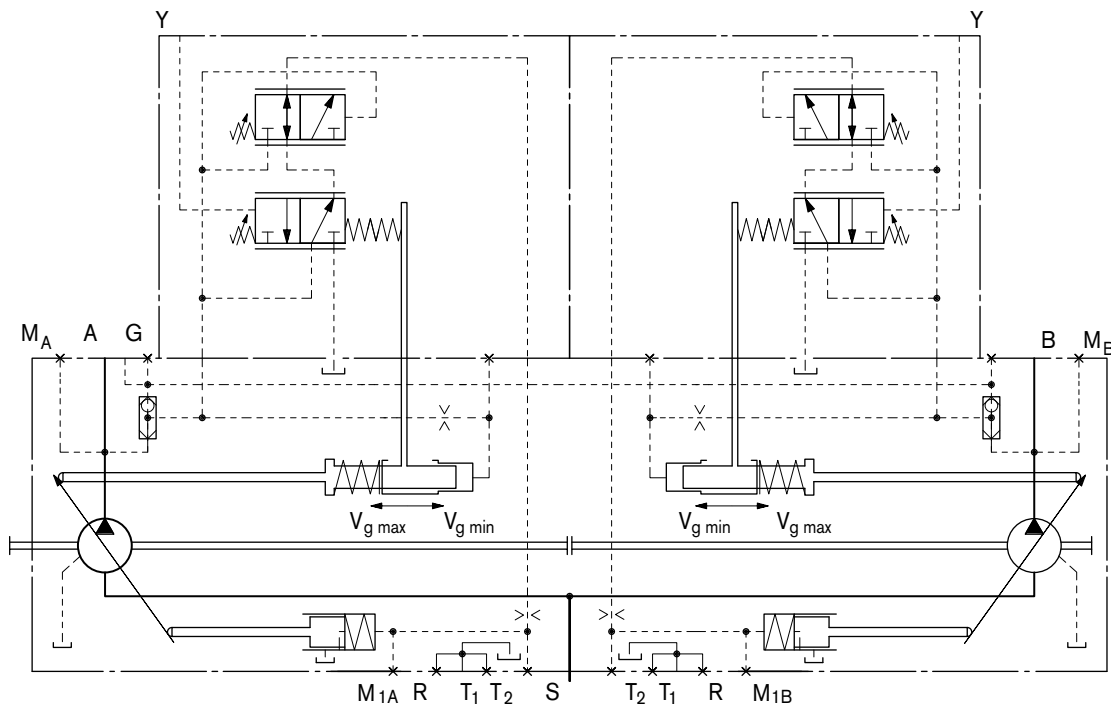 Y Y
M_A A G B M_B
V_g max V_g min V_g min V_g max
M_1A R T_1 T_2 S T_2 T_1 R M_1B